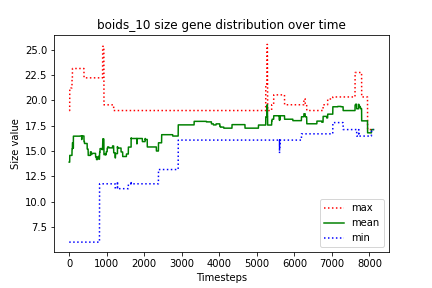 boids_10 size gene distribution over time
25.0
22.5
20.0
17.5
15.0
12.5
10.0
7.5
Size value
0 1000 2000 3000 4000 5000 6000 7000 8000
Timesteps
max
mean
min